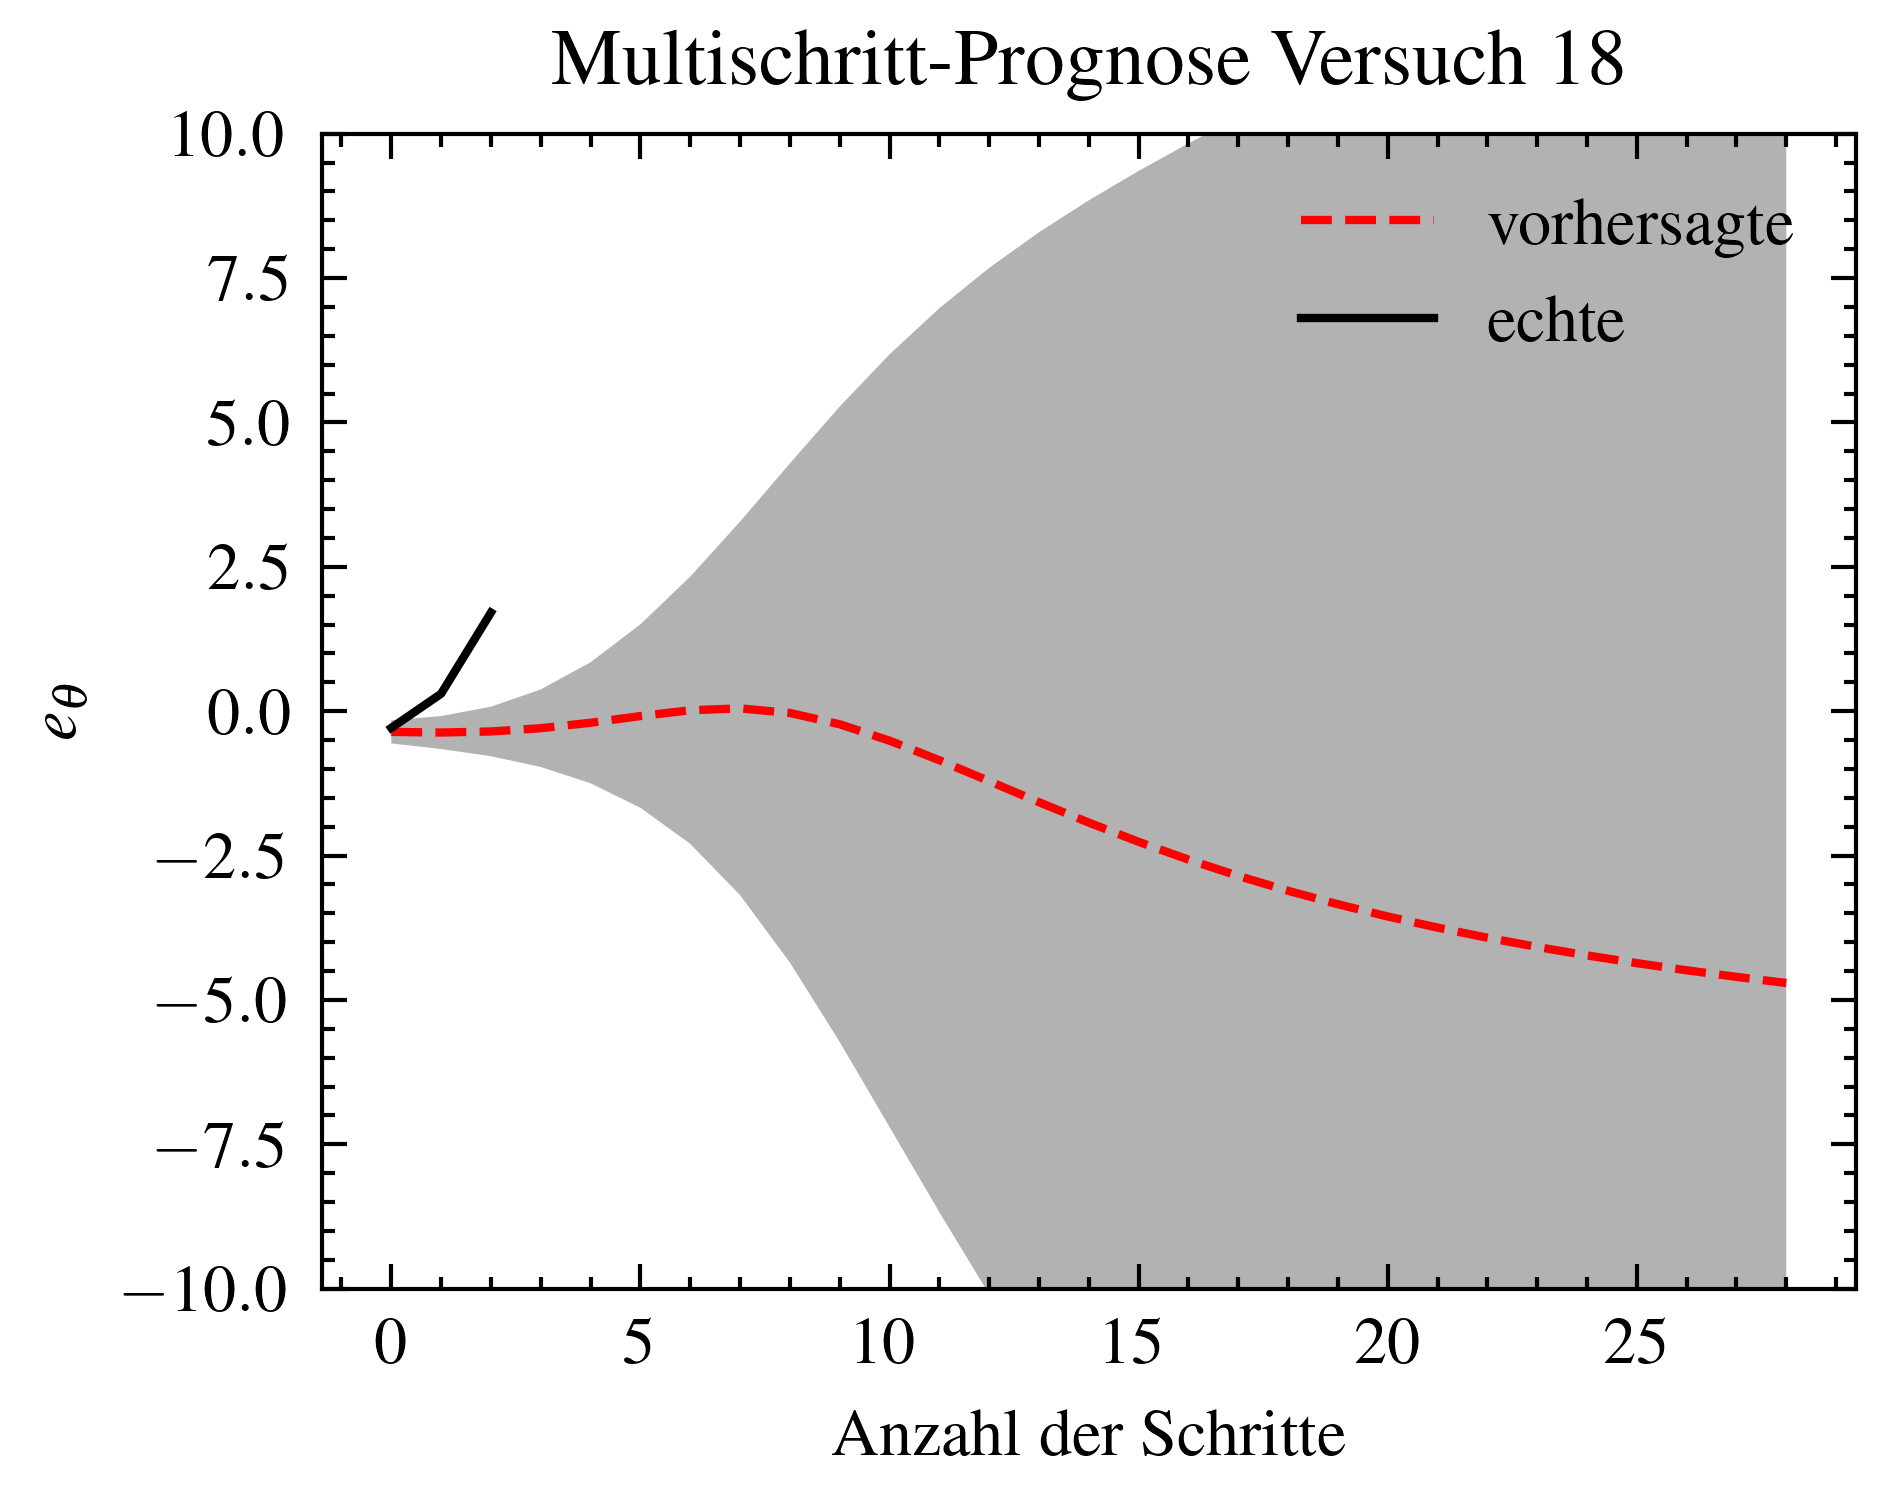 Multischritt-Prognose Versuch 18
10.0
7.5
5.0
2.5
0.0
−2.5
−5.0
−7.5
−10.0
e_θ
vorhersagte
echte
0 5 10 15 20 25
Anzahl der Schritte